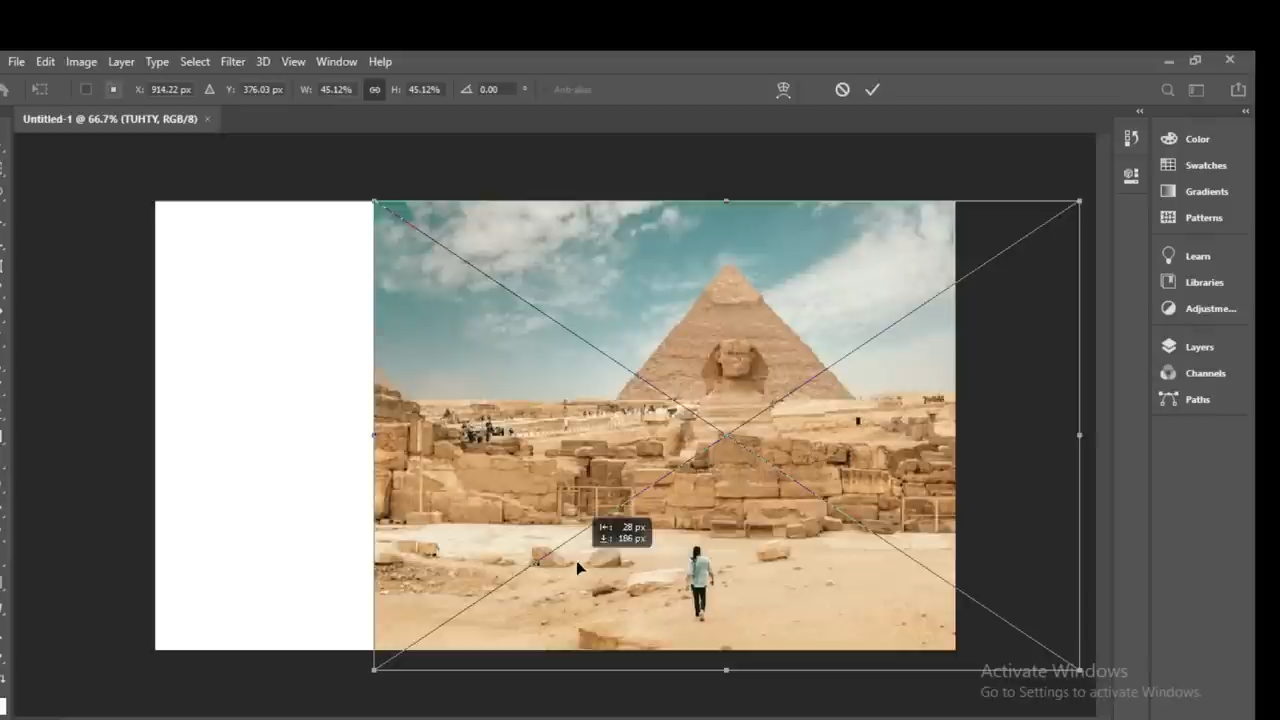 File Edit Image Layer Type Select Filter 3D View Window Help
X: 914.22 px Y: 376.03 px W: 45.12% H: 45.12% 0.00 ° Anti-alias
Untitled-1 @ 66.7% (TUHTY, RGB/8) ×
Color
Swatches
Gradients
Patterns
Learn
Libraries
Adjustme...
Layers
Channels
Paths
28 px
186 px
Activate Windows
Go to Settings to activate Windows.